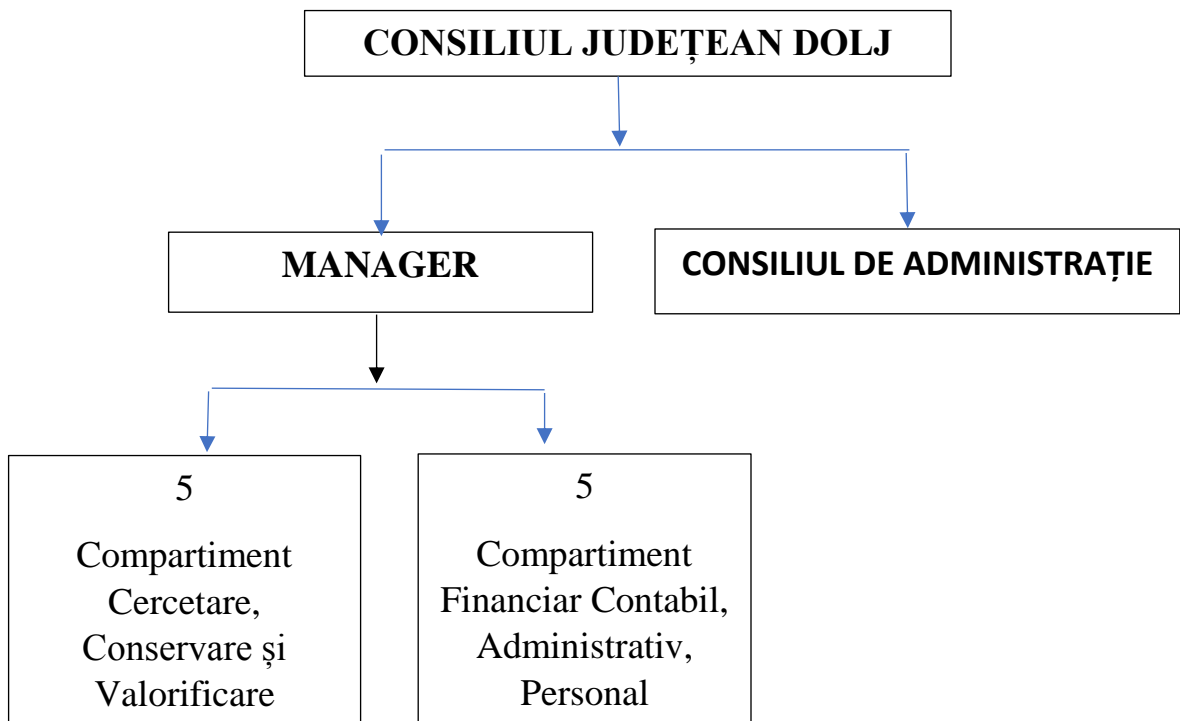 CONSILIUL JUDEȚEAN DOLJ
MANAGER
CONSILIUL DE ADMINISTRAȚIE
5
Compartiment
Cercetare,
Conservare și
Valorificare
5
Compartiment
Financiar Contabil,
Administrativ,
Personal